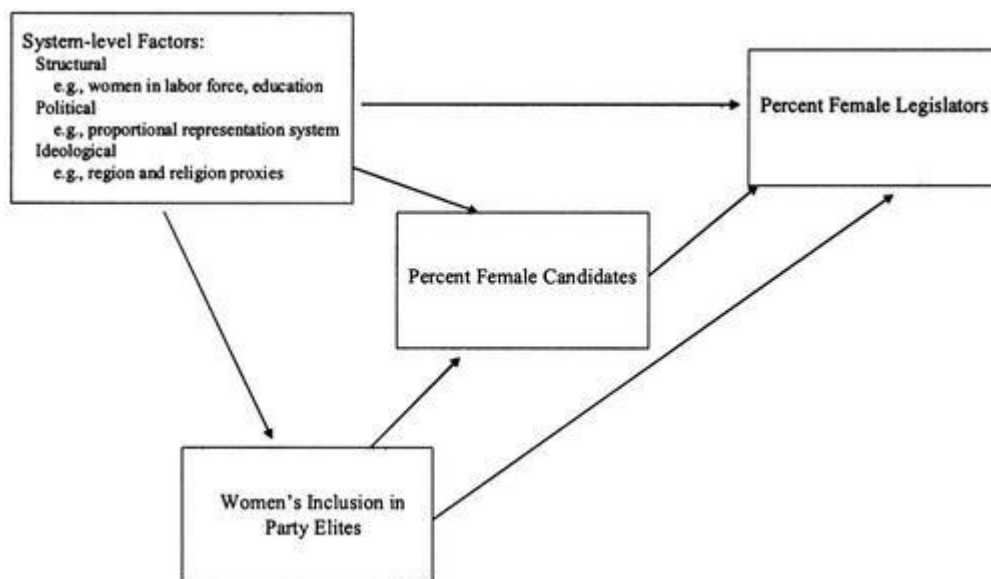 System-level Factors:
Structural
e.g., women in labor force, education
Political
e.g., proportional representation system
Ideological
e.g., region and religion proxies
Percent Female Legislators
Percent Female Candidates
Women's Inclusion in
Party Elites